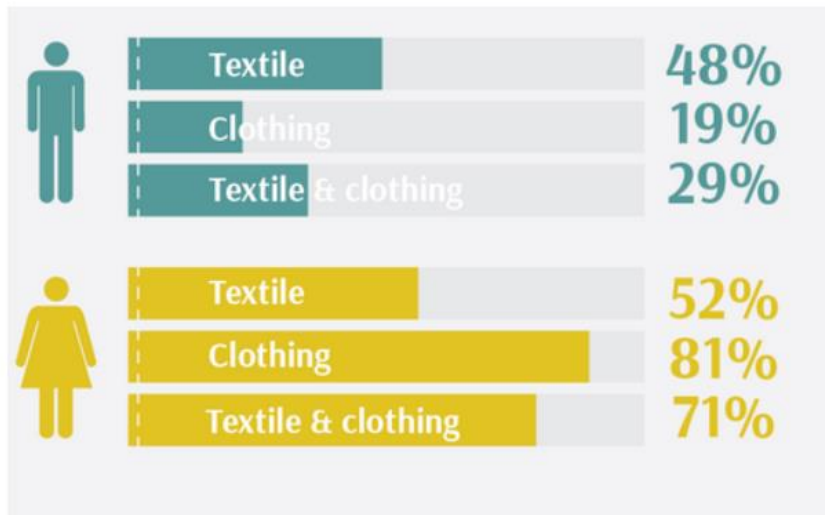 Textile 48%
Clothing 19%
Textile & clothing 29%
Textile 52%
Clothing 81%
Textile & clothing 71%